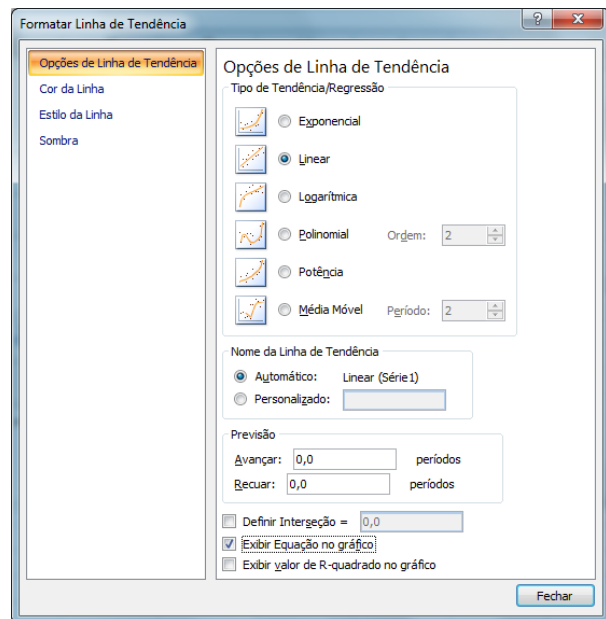 Formatar Linha de Tendência
Opções de Linha de Tendência
Cor da Linha
Estilo da Linha
Sombra
Opções de Linha de Tendência
Tipo de Tendência/Regressão
Exponencial
Linear
Logarítmica
Polinomial Ordem: 2
Potência
Média Móvel Período: 2
Nome da Linha de Tendência
Automático: Linear (Série1)
Personalizado:
Previsão
Avançar: 0,0 períodos
Recuar: 0,0 períodos
Definir Interseção = 0,0
Exibir Equação no gráfico
Exibir valor de R-quadrado no gráfico
Fechar